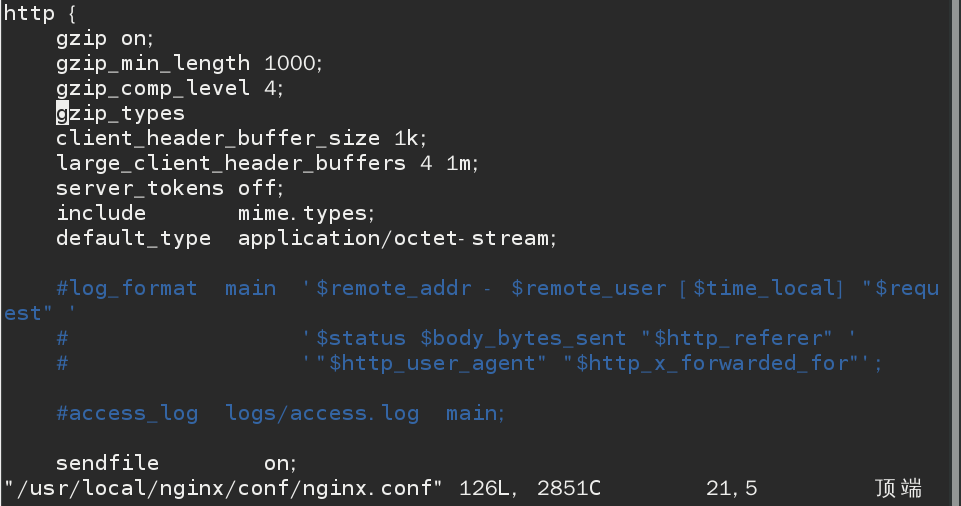 http {
    gzip on;
    gzip_min_length 1000;
    gzip_comp_level 4;
    gzip_types
    client_header_buffer_size 1k;
    large_client_header_buffers 4 1m;
    server_tokens off;
    include       mime.types;
    default_type  application/octet-stream;
    #log_format  main  '$remote_addr - $remote_user [$time_local] "$requ
est" '
    #                  '$status $body_bytes_sent "$http_referer" '
    #                  '"$http_user_agent" "$http_x_forwarded_for"';
    #access_log  logs/access.log  main;
    sendfile        on;
"/usr/local/nginx/conf/nginx.conf" 126L, 2851C        21,5         顶端